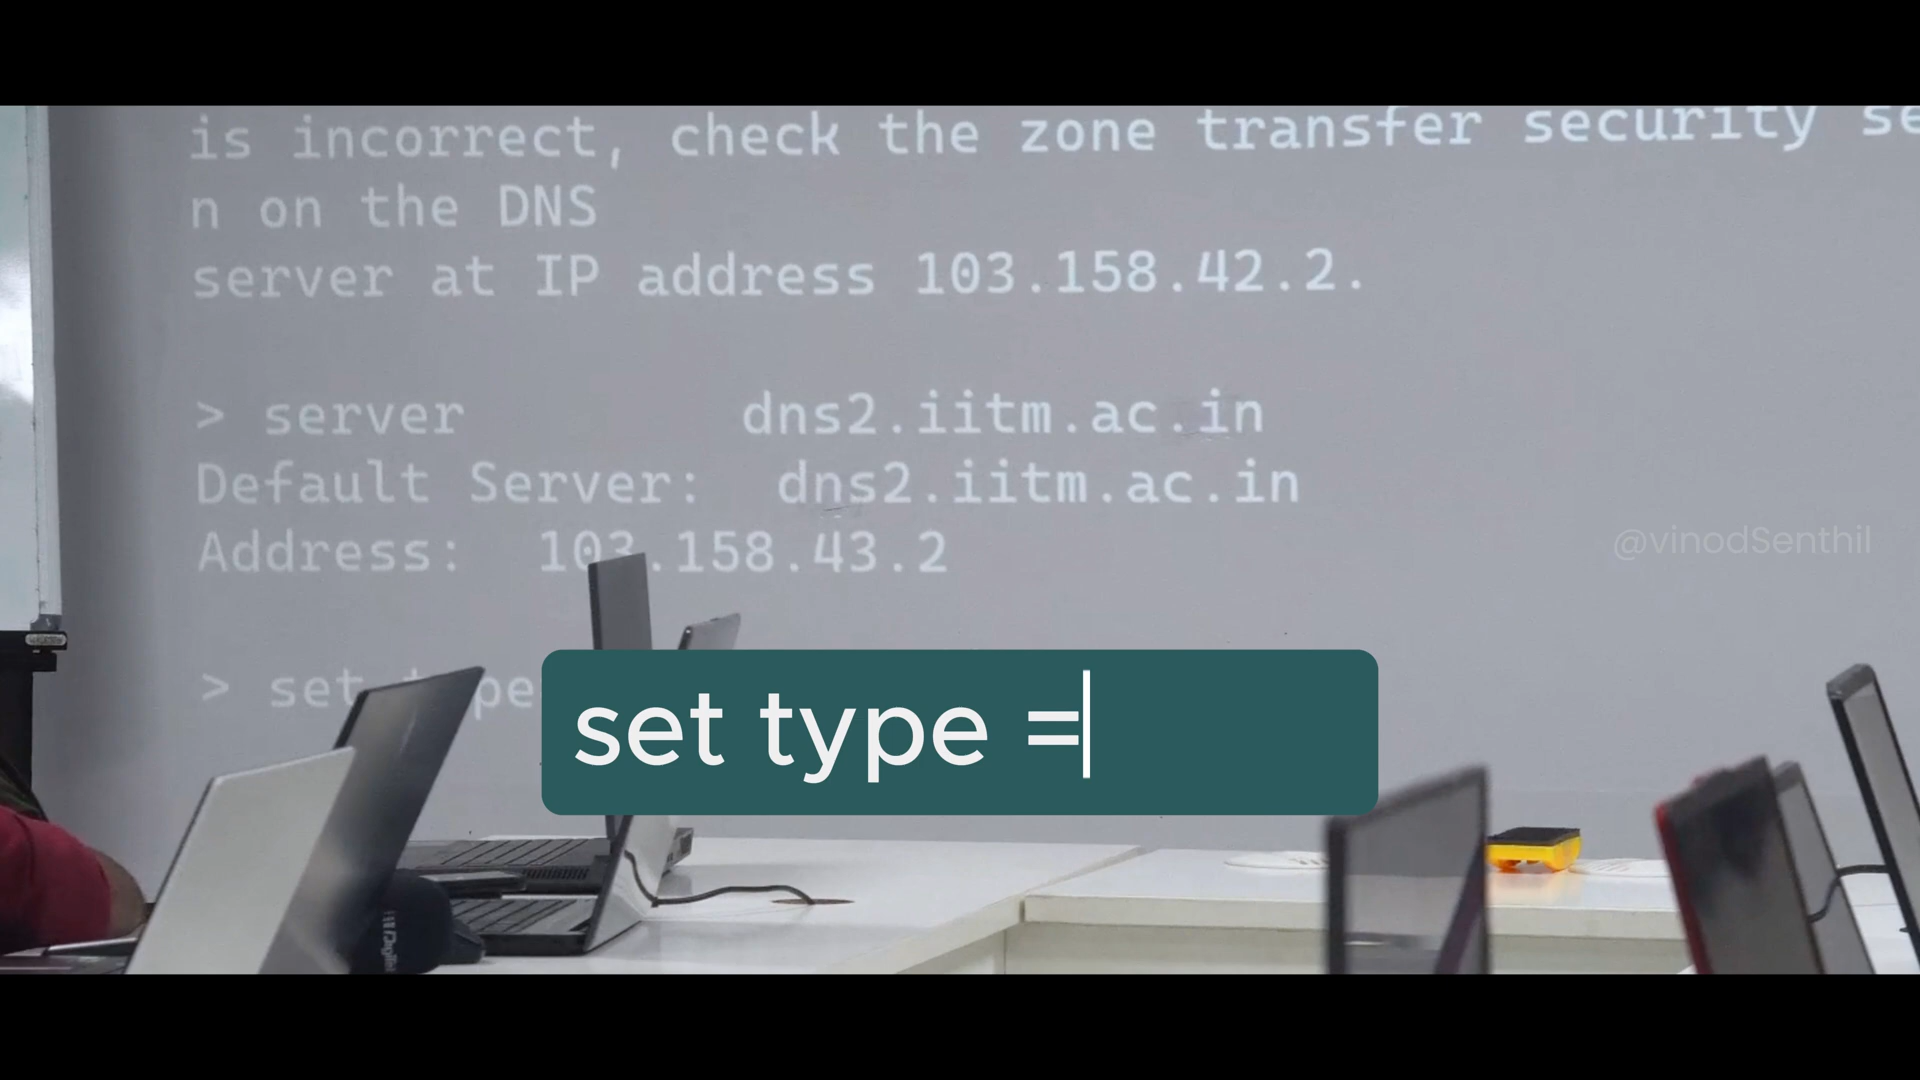 is incorrect, check the zone transfer security se
n on the DNS
server at IP address 103.158.42.2.
> server dns2.iitm.ac.in
Default Server: dns2.iitm.ac.in
Address: 103.158.43.2
@vinodSenthil
> set type
set type =